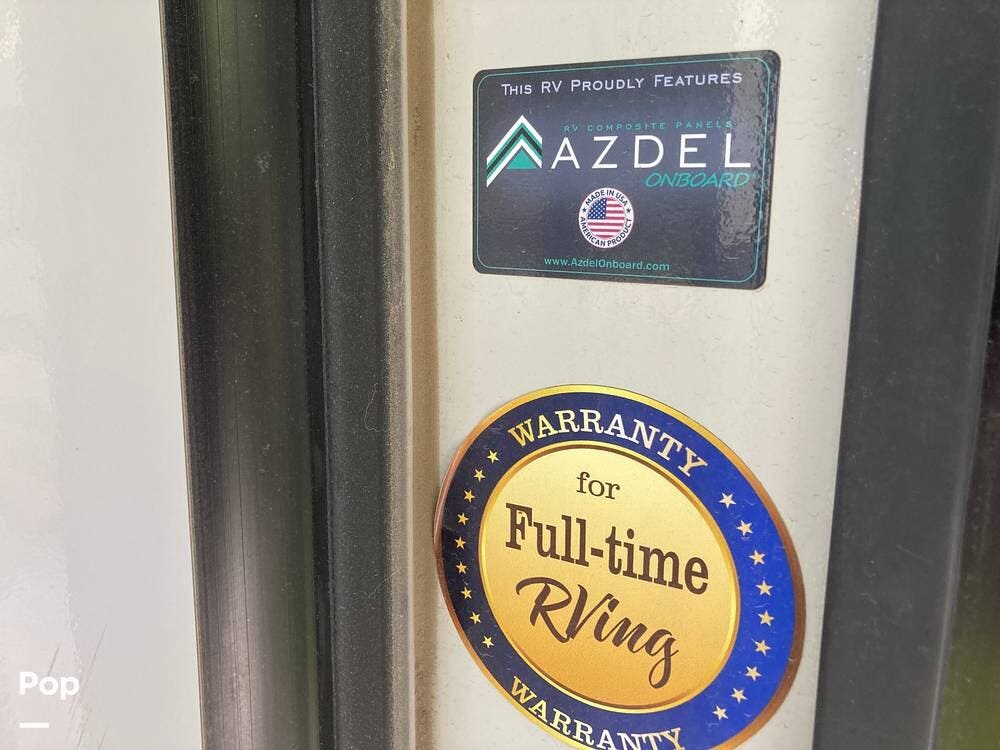 This RV Proudly Features
RV COMPOSITE PANELS
AZDEL
ONBOARD
MADE IN USA
AMERICAN PRODUCT
www.AzdelOnboard.com
WARRANTY
for
Full-time
RVing
WARRANTY
Pop